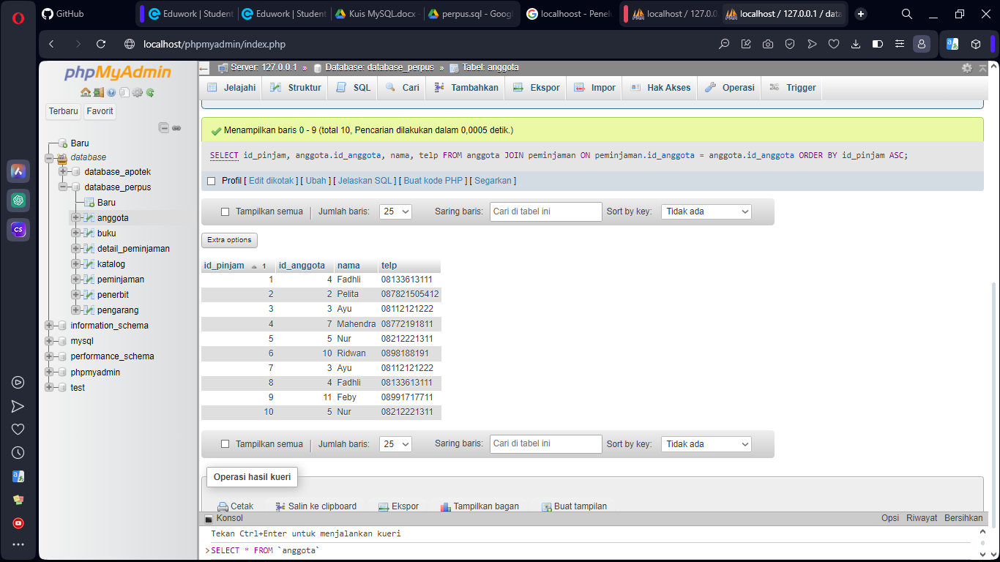 GitHub
Eduwork | Student
Eduwork | Student
Kuis MySQL.docx -
perpus.sql - Goog
localhoost - Penelu
localhost / 127.0.0
localhoost / 127.0.0.1 / data
localhost/phpmyadmin/index.php
phpMyAdmin
Terbaru Favorit
Baru
database
database_apotek
database_perpus
Baru
anggota
buku
detail_peminjaman
katalog
peminjaman
penerbit
pengarang
information_schema
mysql
performance_schema
phpmyadmin
test
Server: 127.0.0.1 » Database: database_perpus » Tabel: anggota
Jelajahi Struktur SQL Cari Tambahkan Ekspor Impor Hak Akses Operasi Trigger
Menampilkan baris 0 - 9 (total 10, Pencarian dilakukan dalam 0,0005 detik.)
SELECT id_pinjam, anggota.id_anggota, nama, telp FROM anggota JOIN peminjaman ON peminjaman.id_anggota = anggota.id_anggota ORDER BY id_pinjam ASC;
Profil [ Edit dikotak ] [ Ubah ] [ Jelaskan SQL ] [ Buat kode PHP ] [ Segarkan ]
Tampilkan semua | Jumlah baris: 25 Saring baris: Cari di tabel ini Sort by key: Tidak ada
Extra options
id_pinjam 1 id_anggota nama telp
1 4 Fadhli 08133613111
2 2 Pelita 087821505412
3 3 Ayu 08112121222
4 7 Mahendra 08772191811
5 5 Nur 08212221311
6 10 Ridwan 0898188191
7 3 Ayu 08112121222
8 4 Fadhli 08133613111
9 11 Feby 08991717711
10 5 Nur 08212221311
Tampilkan semua | Jumlah baris: 25 Saring baris: Cari di tabel ini Sort by key: Tidak ada
Operasi hasil kueri
Cetak Salin ke clipboard Ekspor Tampilkan bagan Buat tampilan
Konsol Opsi Riwayat Bersihkan
Tekan Ctrl+Enter untuk menjalankan kueri
>SELECT * FROM `anggota`